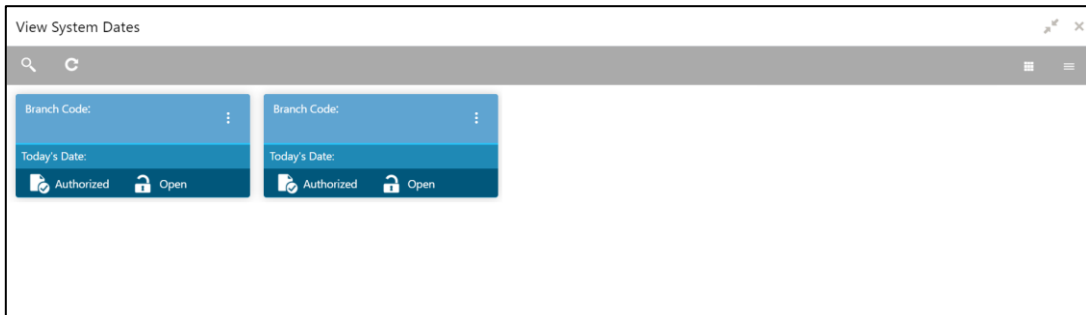 View System Dates
Branch Code:
Today's Date:
Authorized Open
Branch Code:
Today's Date:
Authorized Open